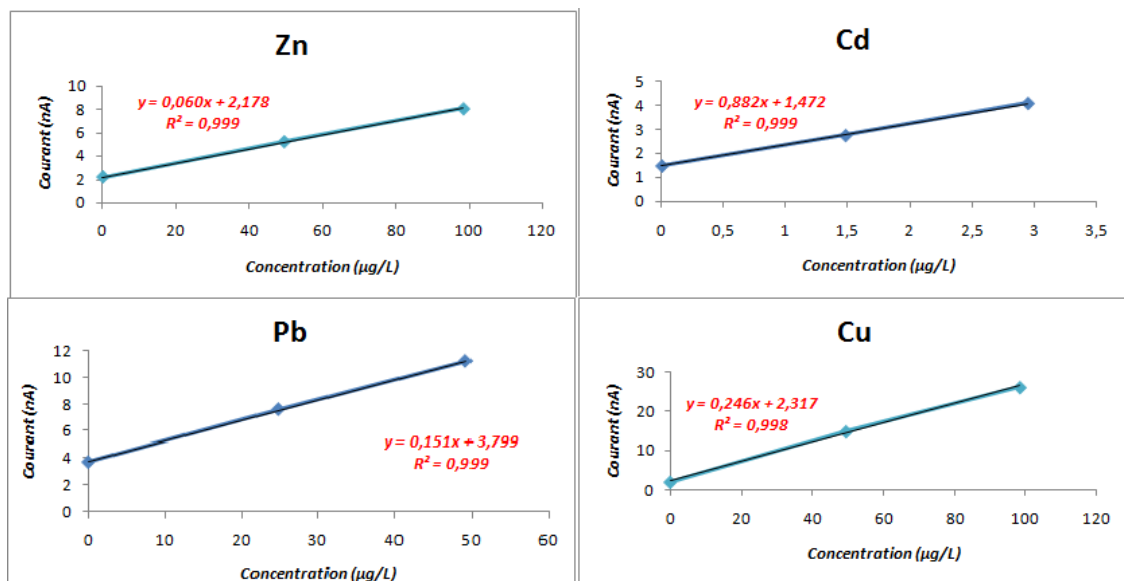 Zn
y = 0,060x + 2,178
R² = 0,999
Courant (nA)
10
8
6
4
2
0
0 20 40 60 80 100 120
Concentration (µg/L)
Cd
y = 0,882x + 1,472
R² = 0,999
Courant (nA)
5
4
3
2
1
0
0 0,5 1 1,5 2 2,5 3 3,5
Concentration (µg/L)
Pb
y = 0,151x + 3,799
R² = 0,999
Courant (nA)
12
10
8
6
4
2
0
0 10 20 30 40 50 60
Concentration (µg/L)
Cu
y = 0,246x + 2,317
R² = 0,998
Courant (nA)
30
20
10
0
0 20 40 60 80 100 120
Concentration (µg/L)